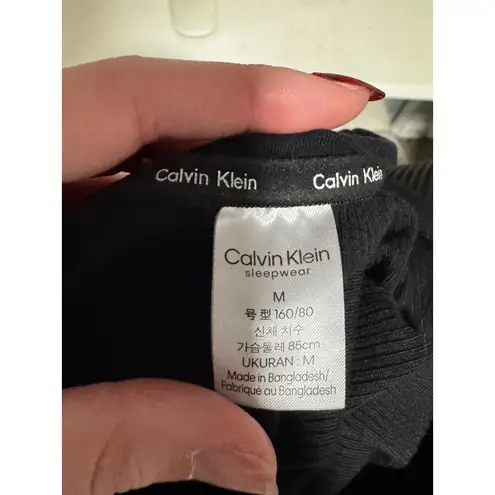 Calvin Klein Calvin Klein
Calvin Klein
sleepwear
M
号型160/80
신체 치수
가슴둘레 85cm
UKURAN : M
Made in Bangladesh/
Fabriqué au Bangladesh